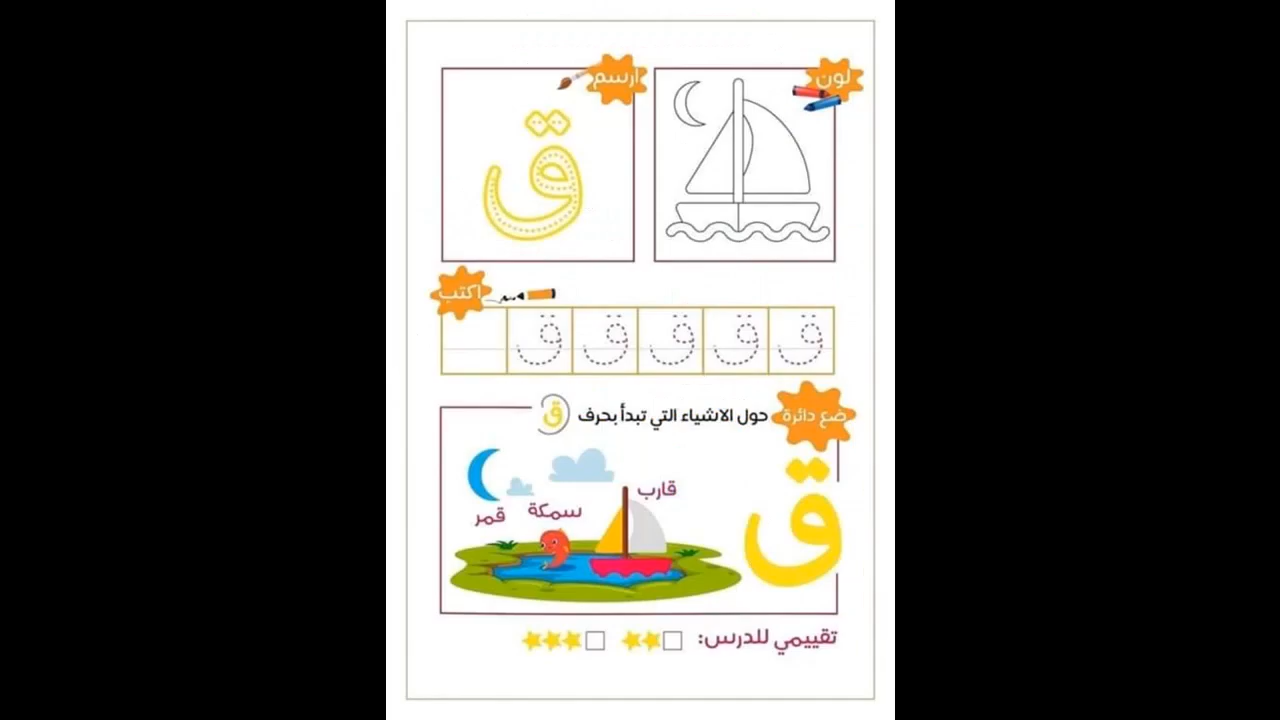 لون
ارسم
ق
اكتب
ق ق ق ق ق
ضع دائرة حول الاشياء التي تبدأ بحرف ق
ق
قارب
سمكة
قمر
تقييمي للدرس: